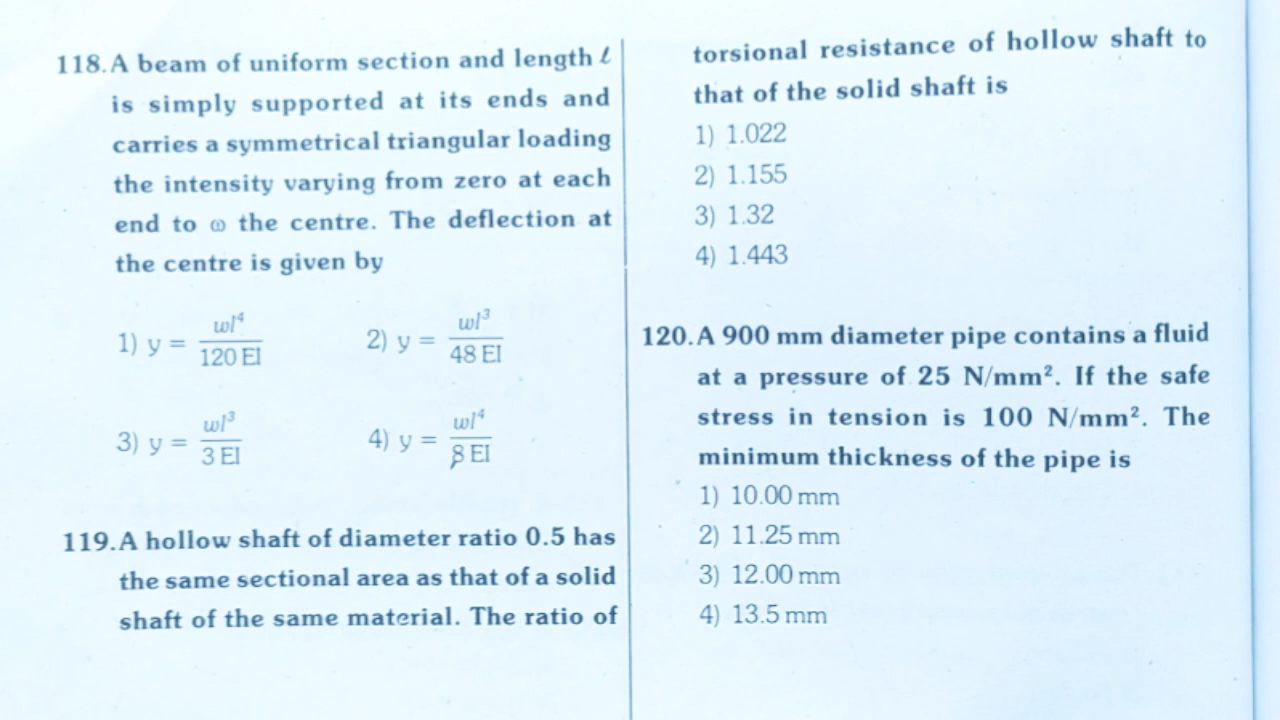 118. A beam of uniform section and length ℓ
is simply supported at its ends and
carries a symmetrical triangular loading
the intensity varying from zero at each
end to ω the centre. The deflection at
the centre is given by
1) y = wl⁴ / 120 EI 2) y = wl³ / 48 EI
3) y = wl³ / 3 EI 4) y = wl⁴ / 8 EI
119. A hollow shaft of diameter ratio 0.5 has
the same sectional area as that of a solid
shaft of the same material. The ratio of
torsional resistance of hollow shaft to
that of the solid shaft is
1) 1.022
2) 1.155
3) 1.32
4) 1.443
120. A 900 mm diameter pipe contains a fluid
at a pressure of 25 N/mm². If the safe
stress in tension is 100 N/mm². The
minimum thickness of the pipe is
1) 10.00 mm
2) 11.25 mm
3) 12.00 mm
4) 13.5 mm